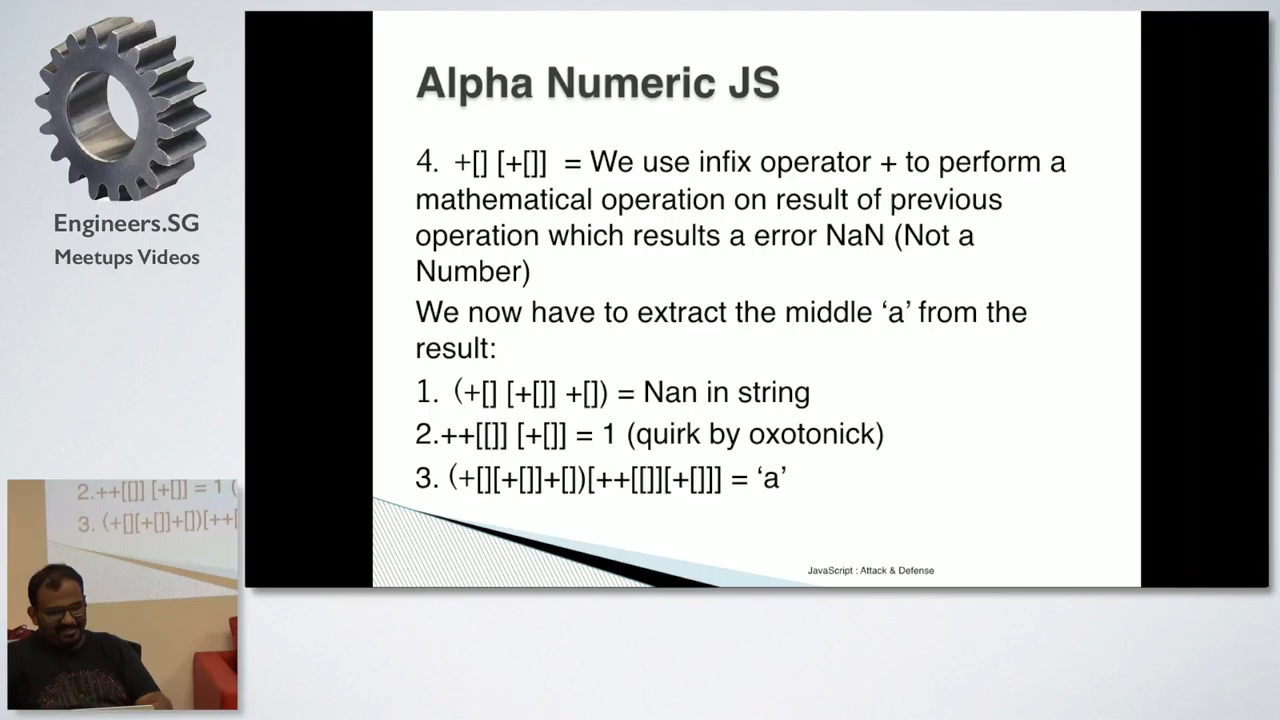 Alpha Numeric JS
4. +[] [+[]] = We use infix operator + to perform a
mathematical operation on result of previous
operation which results a error NaN (Not a
Number)
We now have to extract the middle ‘a’ from the
result:
1. (+[] [+[]] +[]) = Nan in string
2.++[[]] [+[]] = 1 (quirk by oxotonick)
3. (+[][+[]]+[])[++[[]][+[]]] = ‘a’
JavaScript : Attack & Defense
Engineers.SG
Meetups Videos
2.++[[]] [+[]] = 1 (
3. (+[][+[]]+[])[++[